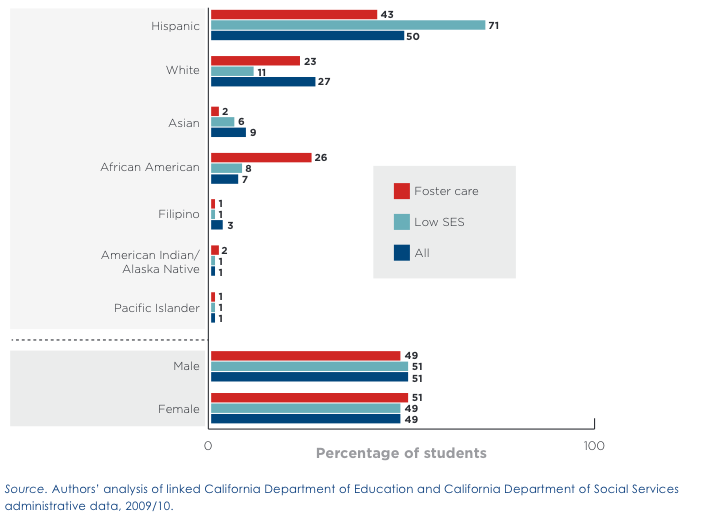 Hispanic
43
71
50
White
23
11
27
Asian
2
6
9
African American
26
8
7
Filipino
1
1
3
American Indian/
Alaska Native
2
1
1
Pacific Islander
1
1
1
Foster care
Low SES
All
Male
49
51
51
Female
51
49
49
0
100
Percentage of students
Source. Authors’ analysis of linked California Department of Education and California Department of Social Services
administrative data, 2009/10.